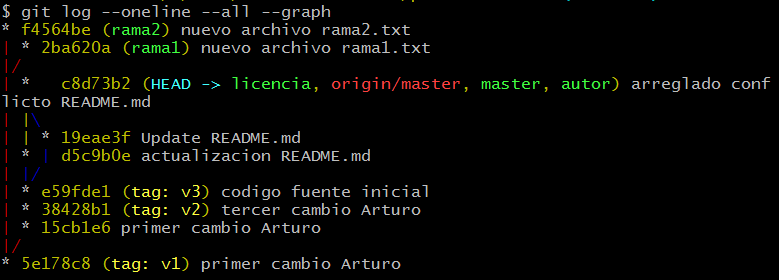 $ git log --oneline --all --graph
* f4564be (rama2) nuevo archivo rama2.txt
| * 2ba620a (rama1) nuevo archivo rama1.txt
|/
| *   c8d73b2 (HEAD -> licencia, origin/master, master, autor) arreglado conf
licto README.md
| |\
| | * 19eae3f Update README.md
| * | d5c9b0e actualizacion README.md
| |/
| * e59fde1 (tag: v3) codigo fuente inicial
| * 38428b1 (tag: v2) tercer cambio Arturo
| * 15cb1e6 primer cambio Arturo
|/
* 5e178c8 (tag: v1) primer cambio Arturo